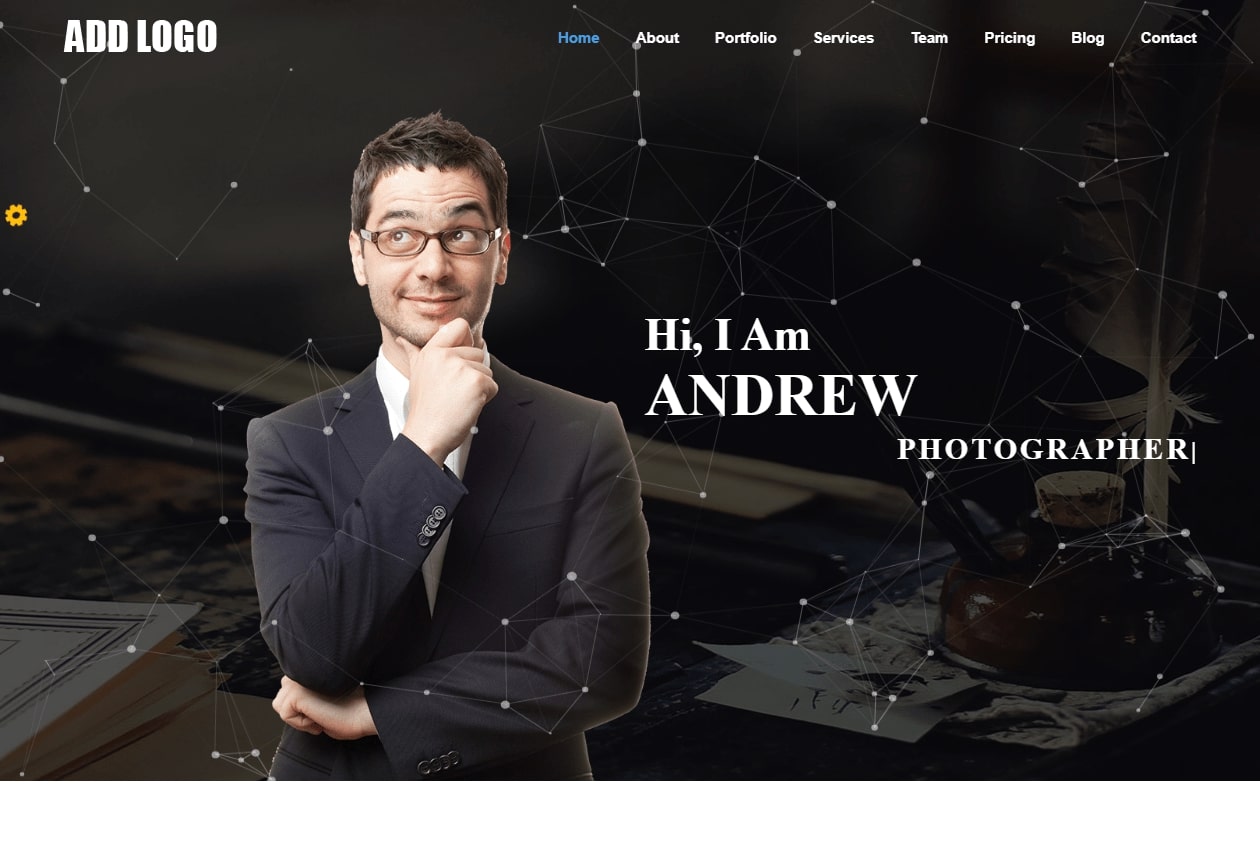 ADD LOGO
Home About Portfolio Services Team Pricing Blog Contact
Hi, I Am
ANDREW
PHOTOGRAPHER|